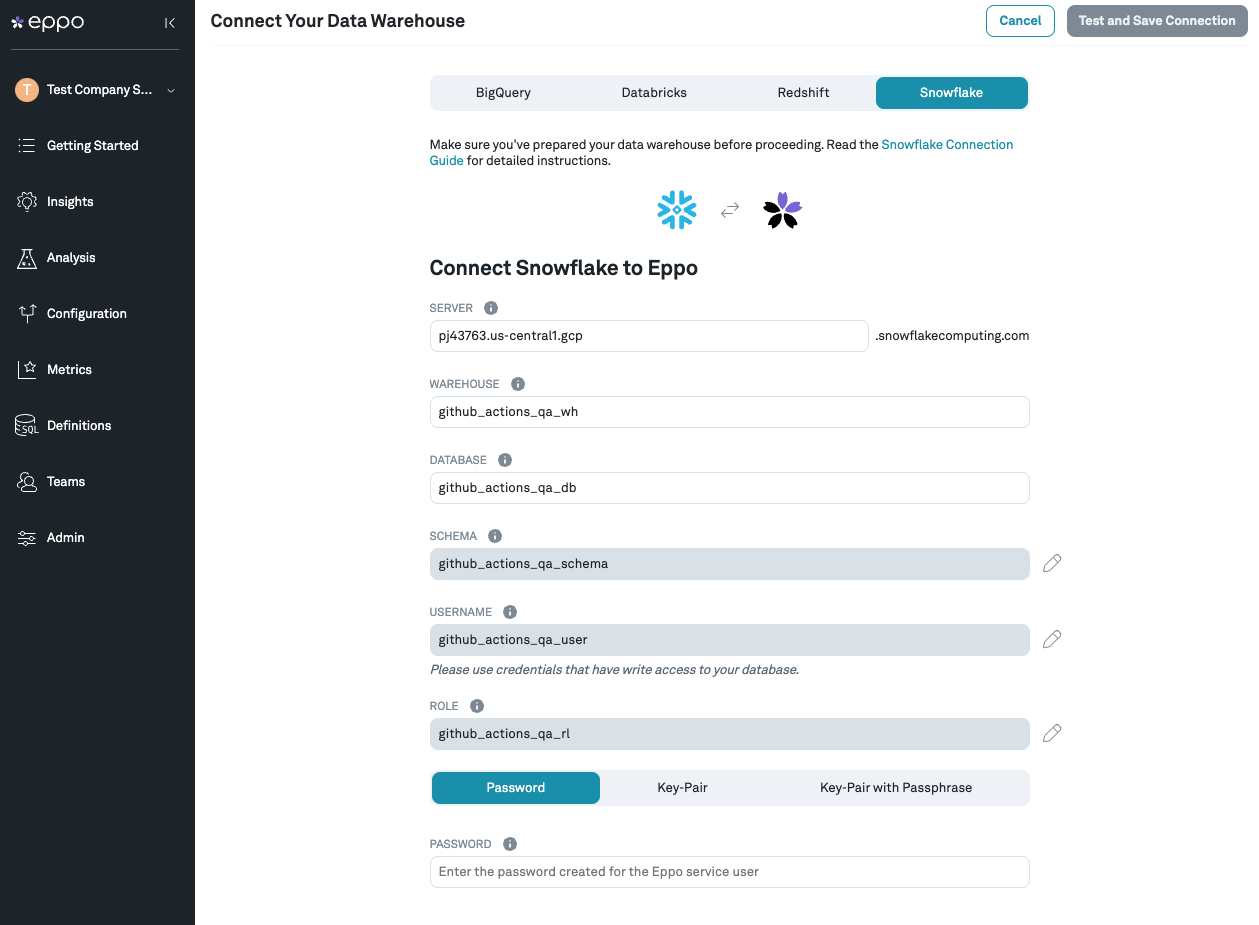 eppo
Connect Your Data Warehouse
Cancel
Test and Save Connection
T
Test Company S...
Getting Started
Insights
Analysis
Configuration
Metrics
SQL
Definitions
Teams
Admin
BigQuery
Databricks
Redshift
Snowflake
Make sure you've prepared your data warehouse before proceeding. Read the Snowflake Connection
Guide for detailed instructions.
Connect Snowflake to Eppo
SERVER
pj43763.us-central1.gcp
.snowflakecomputing.com
WAREHOUSE
github_actions_qa_wh
DATABASE
github_actions_qa_db
SCHEMA
github_actions_qa_schema
USERNAME
github_actions_qa_user
Please use credentials that have write access to your database.
ROLE
github_actions_qa_rl
Password
Key-Pair
Key-Pair with Passphrase
PASSWORD
Enter the password created for the Eppo service user